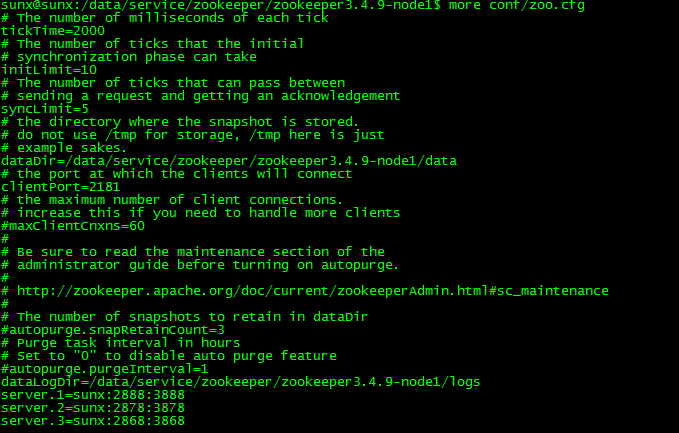 sunx@sunx:/data/service/zookeeper/zookeeper3.4.9-node1$ more conf/zoo.cfg
# The number of milliseconds of each tick
tickTime=2000
# The number of ticks that the initial
# synchronization phase can take
initLimit=10
# The number of ticks that can pass between
# sending a request and getting an acknowledgement
syncLimit=5
# the directory where the snapshot is stored.
# do not use /tmp for storage, /tmp here is just
# example sakes.
dataDir=/data/service/zookeeper/zookeeper3.4.9-node1/data
# the port at which the clients will connect
clientPort=2181
# the maximum number of client connections.
# increase this if you need to handle more clients
#maxClientCnxns=60
#
# Be sure to read the maintenance section of the
# administrator guide before turning on autopurge.
#
# http://zookeeper.apache.org/doc/current/zookeeperAdmin.html#sc_maintenance
#
# The number of snapshots to retain in dataDir
#autopurge.snapRetainCount=3
# Purge task interval in hours
# Set to "0" to disable auto purge feature
#autopurge.purgeInterval=1
dataLogDir=/data/service/zookeeper/zookeeper3.4.9-node1/logs
server.1=sunx:2888:3888
server.2=sunx:2878:3878
server.3=sunx:2868:3868